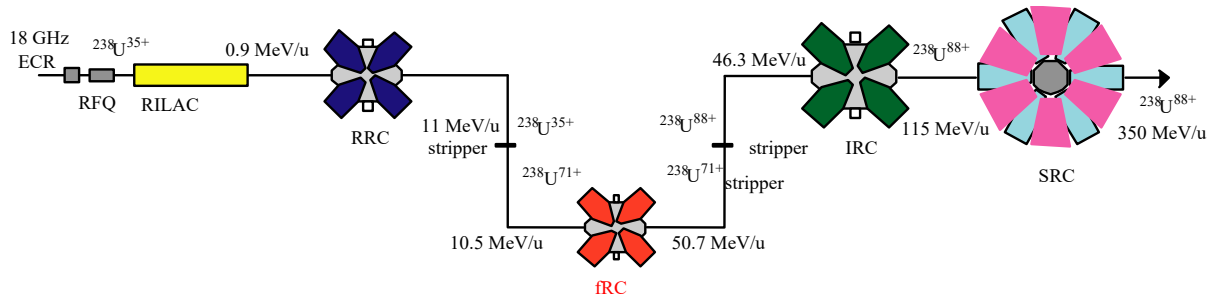 18 GHz
ECR
²³⁸U³⁵⁺
0.9 MeV/u
RFQ
RILAC
RRC
11 MeV/u
stripper
²³⁸U³⁵⁺
²³⁸U⁷¹⁺
10.5 MeV/u
fRC
50.7 MeV/u
²³⁸U⁸⁸⁺
stripper
²³⁸U⁷¹⁺
stripper
46.3 MeV/u
IRC
²³⁸U⁸⁸⁺
115 MeV/u
SRC
²³⁸U⁸⁸⁺
350 MeV/u